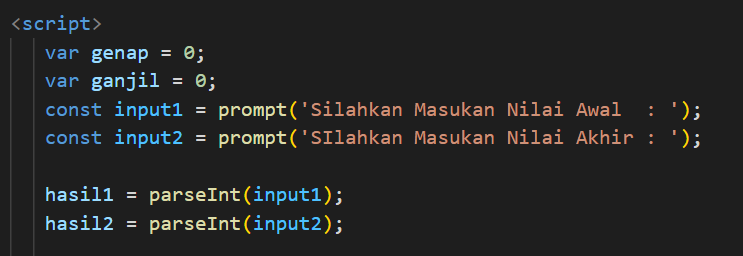 <script>
var genap = 0;
var ganjil = 0;
const input1 = prompt('Silahkan Masukan Nilai Awal  : ');
const input2 = prompt('SIlahkan Masukan Nilai Akhir : ');
hasil1 = parseInt(input1);
hasil2 = parseInt(input2);